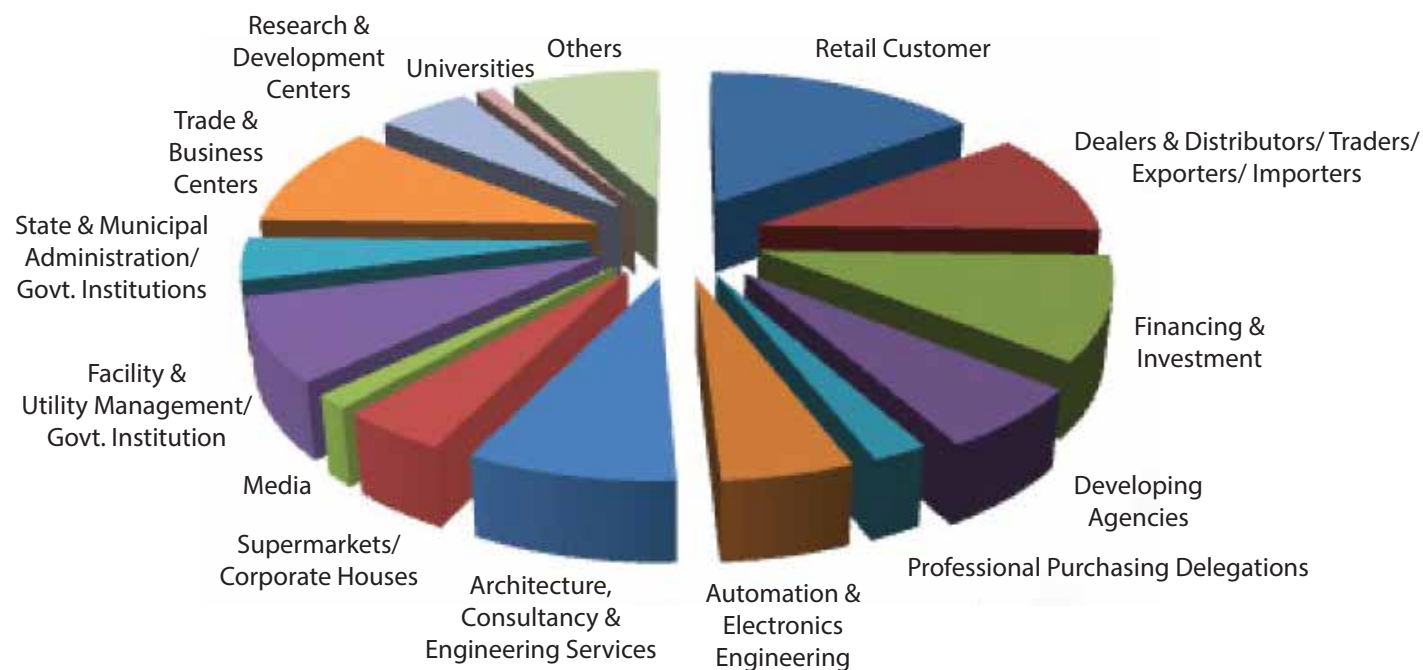 Retail Customer
Dealers & Distributors/ Traders/
Exporters/ Importers
Financing &
Investment
Developing
Agencies
Professional Purchasing Delegations
Automation &
Electronics
Engineering
Architecture,
Consultancy &
Engineering Services
Supermarkets/
Corporate Houses
Media
Facility &
Utility Management/
Govt. Institution
State & Municipal
Administration/
Govt. Institutions
Trade &
Business
Centers
Research &
Development
Centers
Universities
Others